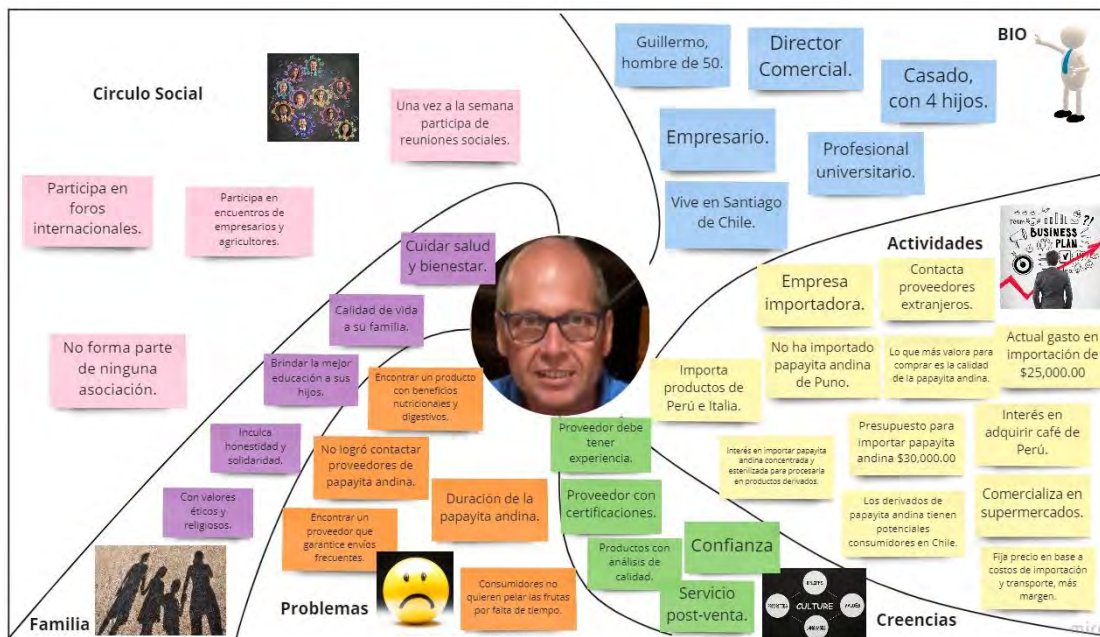 Circulo Social
Una vez a la semana
participa de
reuniones sociales.
Participa en
foros
internacionales.
Participa en
encuentros de
empresarios y
agricultores.
No forma parte
de ninguna
asociación.
BIO
Guillermo,
hombre de 50.
Director
Comercial.
Casado,
con 4 hijos.
Empresario.
Profesional
universitario.
Vive en Santiago
de Chile.
Actividades
BUSINESS
PLAN
Empresa
importadora.
Contacta
proveedores
extranjeros.
Importa
productos de
Perú e Italia.
No ha importado
papayita andina
de Puno.
Lo que más valora para
comprar es la calidad
de la papayita andina.
Actual gasto en
importación de
$25,000.00
Interés en importar papayita
andina concentrada y
esterilizada para procesarla
en productos derivados.
Presupuesto para
importar papayita
andina $30,000.00
Interés en
adquirir café de
Perú.
Los derivados de
papayita andina tienen
potenciales
consumidores en Chile.
Comercializa en
supermercados.
Fija precio en base a
costos de importación
y transporte, más
margen.
Cuidar salud
y bienestar.
Calidad de vida
a su familia.
Brindar la mejor
educación a sus
hijos.
Inculca
honestidad y
solidaridad.
Con valores
éticos y
religiosos.
Familia
Encontrar un producto
con beneficios
nutricionales y
digestivos.
No logró contactar
proveedores de
papayita andina.
Duración de la
papayita andina.
Encontrar un
proveedor que
garantice envíos
frecuentes.
Consumidores no
quieren pelar las frutas
por falta de tiempo.
Problemas
Proveedor debe
tener
experiencia.
Proveedor con
certificaciones.
Productos con
análisis de
calidad.
Confianza
Servicio
post-venta.
CULTURE
Creencias